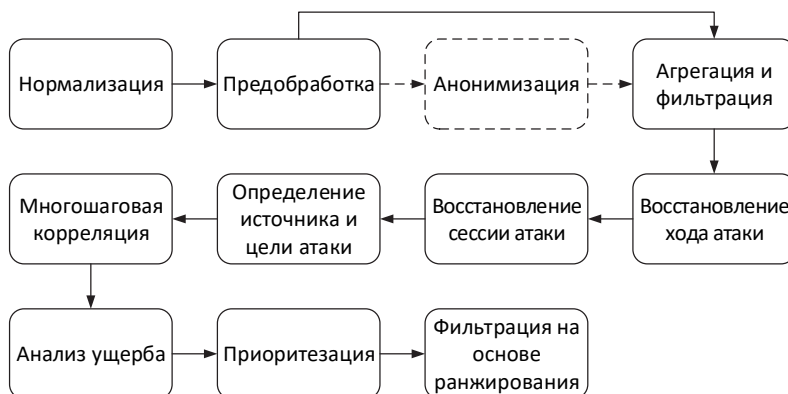 Нормализация
Предобработка
Анонимизация
Агрегация и
фильтрация
Многошаговая
корреляция
Определение
источника и
цели атаки
Восстановление
сессии атаки
Восстановление
хода атаки
Анализ ущерба
Приоритезация
Фильтрация на
основе
ранжирования